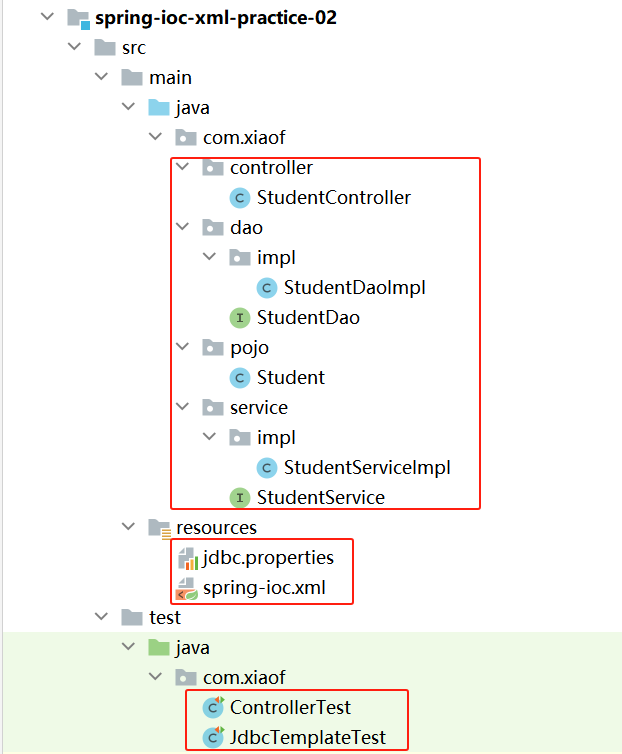 spring-ioc-xml-practice-02
src
main
java
com.xiaof
controller
C StudentController
dao
impl
C StudentDaoImpl
I StudentDao
pojo
C Student
service
impl
C StudentServiceImpl
I StudentService
resources
jdbc.properties
spring-ioc.xml
test
java
com.xiaof
C ControllerTest
C JdbcTemplateTest